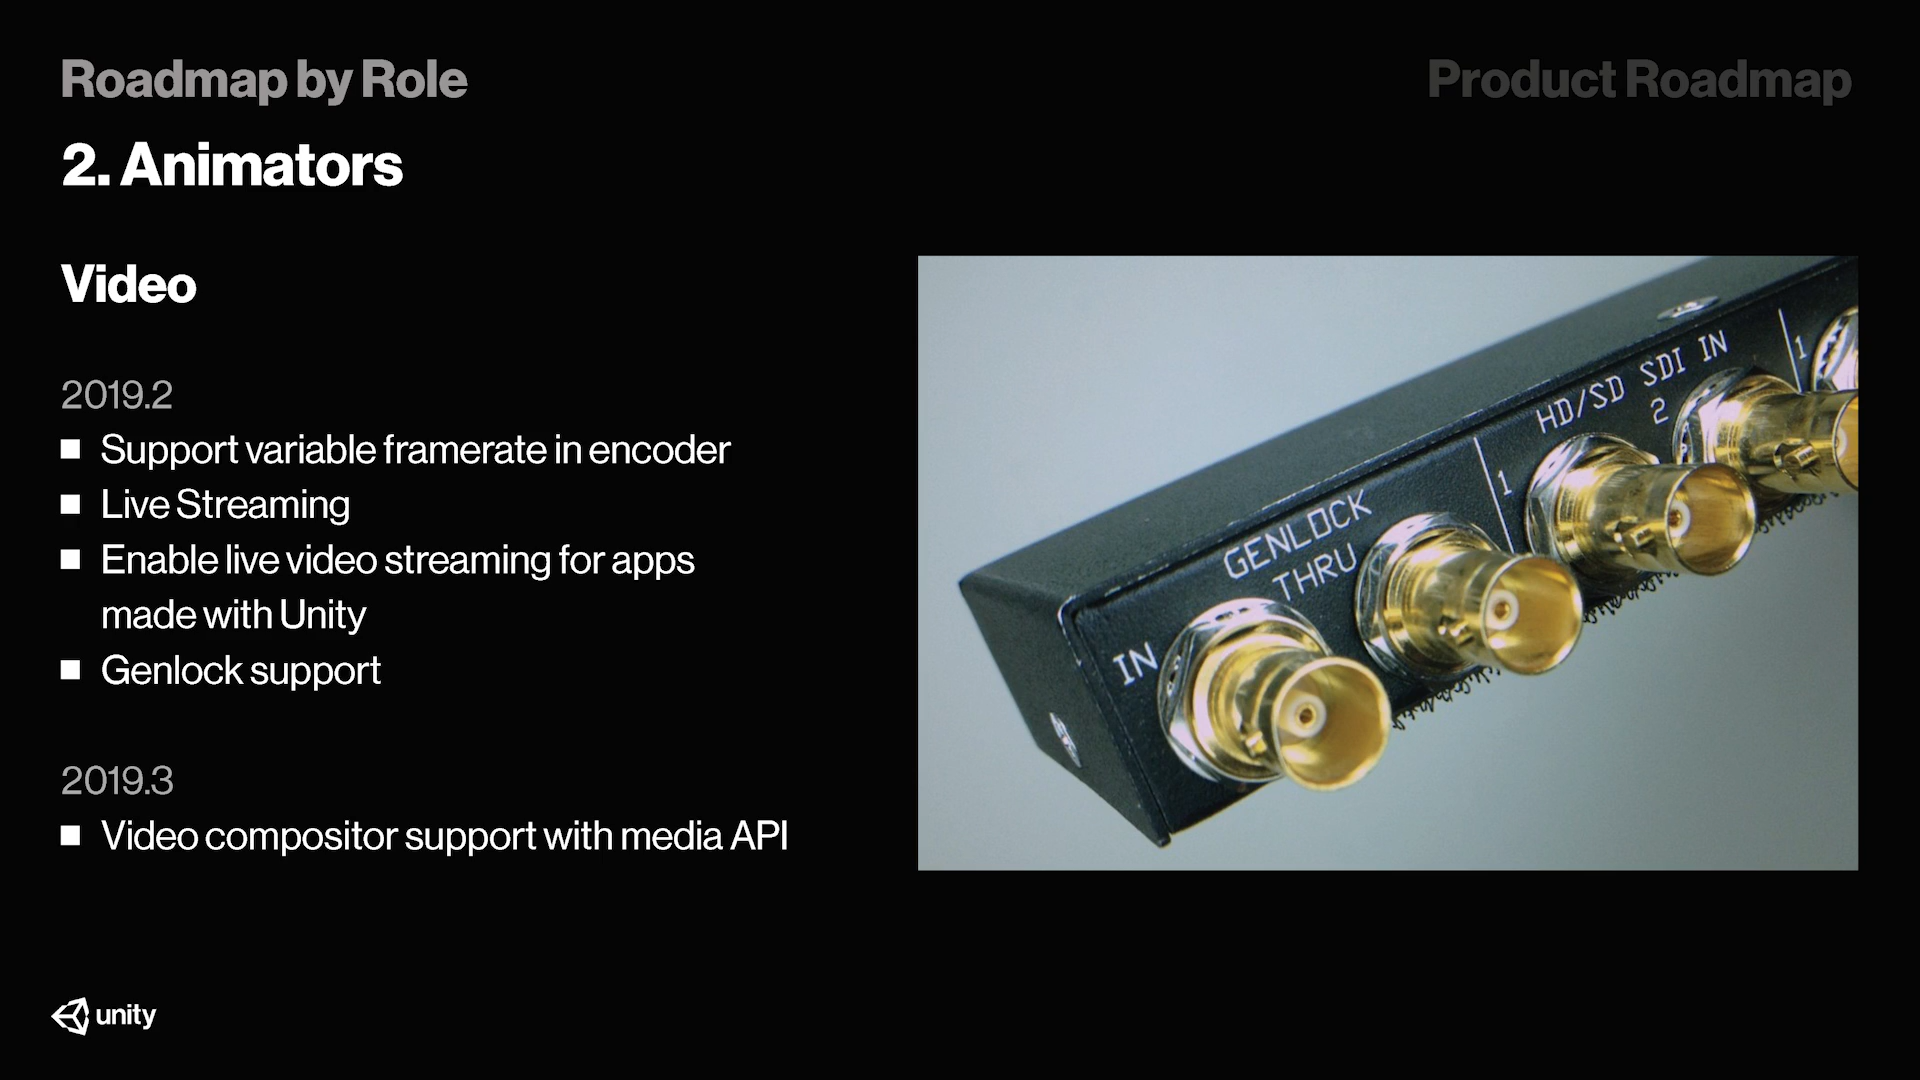 Roadmap by Role
Product Roadmap
2. Animators
Video
2019.2
Support variable framerate in encoder
Live Streaming
Enable live video streaming for apps
made with Unity
Genlock support
2019.3
Video compositor support with media API
IN
GENLOCK
THRU
1
HD/SD SDI IN
2
1
unity